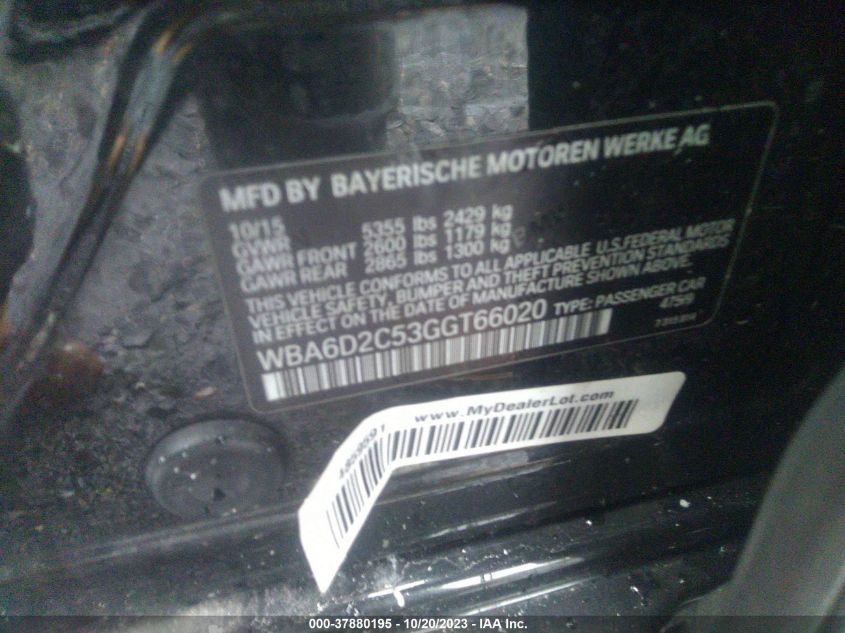 MFD BY BAYERISCHE MOTOREN WERKE AG
10/15
GVWR 5355 lbs 2429 kg
GAWR FRONT 2600 lbs 1179 kg
GAWR REAR 2865 lbs 1300 kg
THIS VEHICLE CONFORMS TO ALL APPLICABLE U.S. FEDERAL MOTOR
VEHICLE SAFETY, BUMPER AND THEFT PREVENTION STANDARDS
IN EFFECT ON THE DATE OF MANUFACTURE SHOWN ABOVE.
WBA6D2C53GGT66020 TYPE: PASSENGER CAR
www.MyDealerLot.com
000-37880195 - 10/20/2023 - IAA Inc.